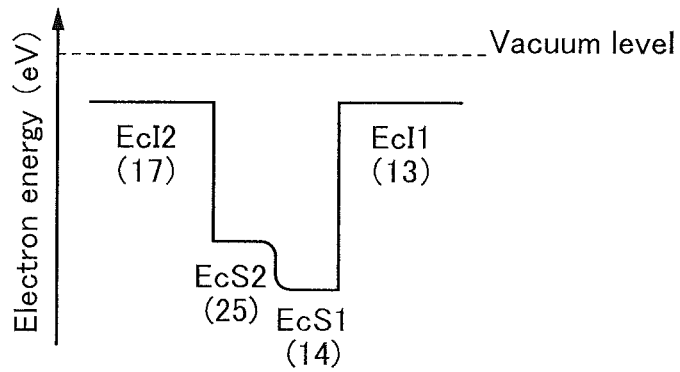 Electron energy (eV)
Vacuum level
EcI2
(17)
EcI1
(13)
EcS2
(25)
EcS1
(14)